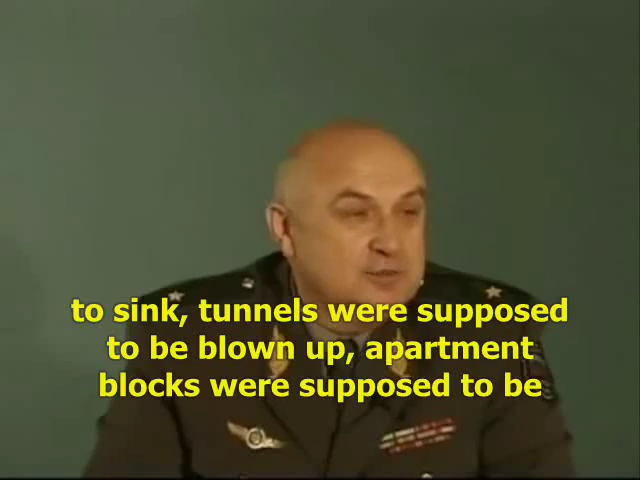 to sink, tunnels were supposed
to be blown up, apartment
blocks were supposed to be